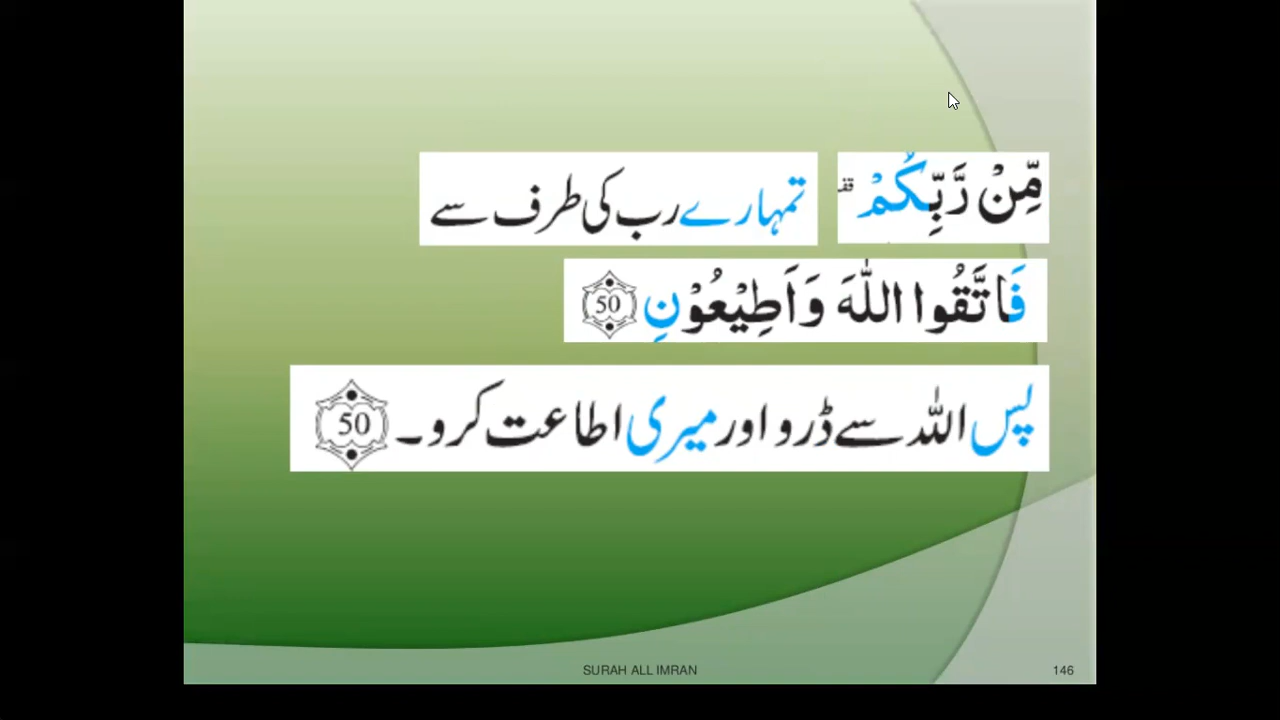 مِّنْ رَّبِّكُمْ ۟قف تمہارے رب کی طرف سے
فَاتَّقُوا اللّٰهَ وَاَطِيْعُوْنِ 50
پس اللہ سے ڈرو اور میری اطاعت کرو۔ 50
SURAH ALL IMRAN 146